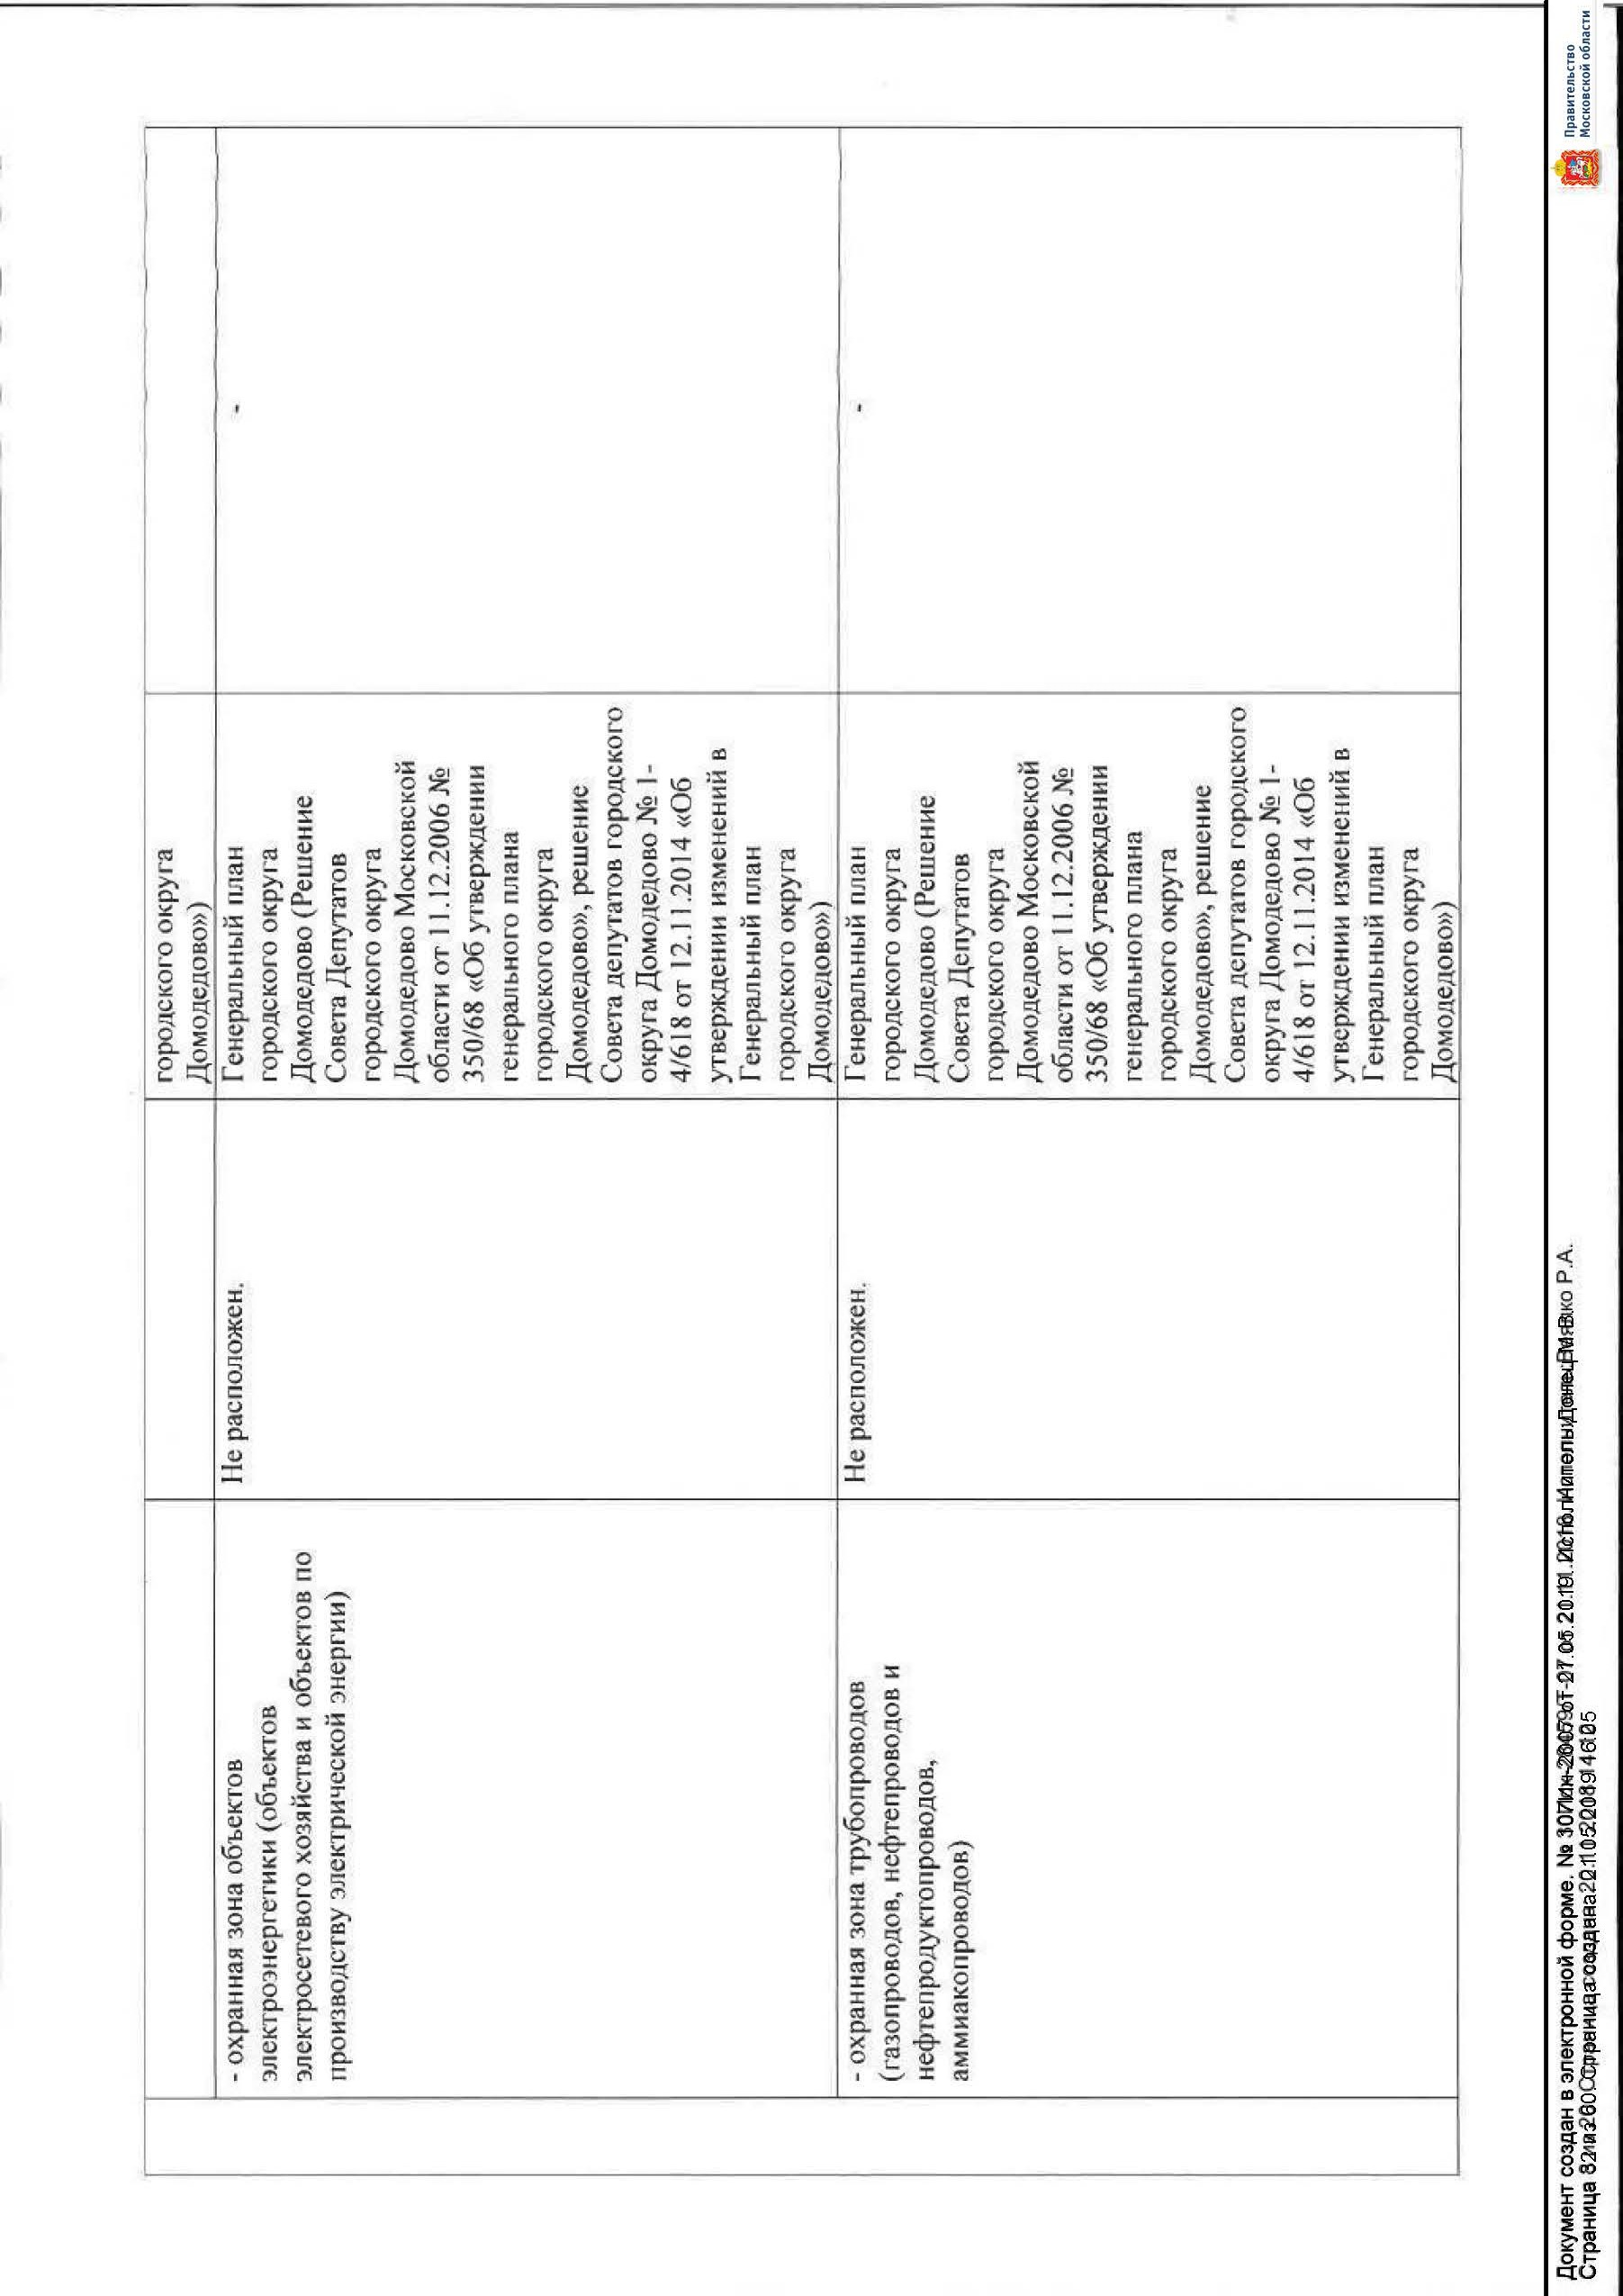 городского округа
Домодедово»)
- охранная зона объектов
электроэнергетики (объектов
электросетевого хозяйства и объектов по
производству электрической энергии)
Не расположен.
Генеральный план
городского округа
Домодедово (Решение
Совета Депутатов
городского округа
Домодедово Московской
области от 11.12.2006 №
350/68 «Об утверждении
генерального плана
городского округа
Домодедово», решение
Совета депутатов городского
округа Домодедово № 1-
4/618 от 12.11.2014 «Об
утверждении изменений в
Генеральный план
городского округа
Домодедово»)
-
- охранная зона трубопроводов
(газопроводов, нефтепроводов и
нефтепродуктопроводов,
аммиакопроводов)
Не расположен.
Генеральный план
городского округа
Домодедово (Решение
Совета Депутатов
городского округа
Домодедово Московской
области от 11.12.2006 №
350/68 «Об утверждении
генерального плана
городского округа
Домодедово», решение
Совета депутатов городского
округа Домодедово № 1-
4/618 от 12.11.2014 «Об
утверждении изменений в
Генеральный план
городского округа
Домодедово»)
-
Документ создан в электронной форме. №
Страница
Правительство
Московской области